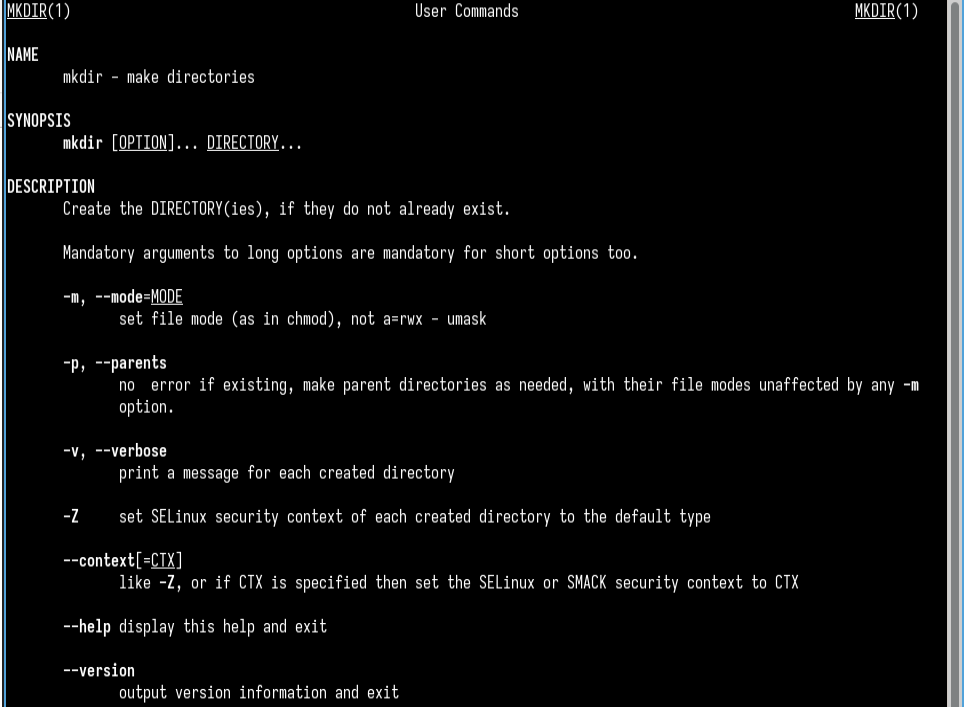 MKDIR(1) User Commands MKDIR(1)
NAME
mkdir - make directories
SYNOPSIS
mkdir [OPTION]... DIRECTORY...
DESCRIPTION
Create the DIRECTORY(ies), if they do not already exist.
Mandatory arguments to long options are mandatory for short options too.
-m, --mode=MODE
set file mode (as in chmod), not a=rwx - umask
-p, --parents
no  error if existing, make parent directories as needed, with their file modes unaffected by any -m
option.
-v, --verbose
print a message for each created directory
-Z set SELinux security context of each created directory to the default type
--context[=CTX]
like -Z, or if CTX is specified then set the SELinux or SMACK security context to CTX
--help display this help and exit
--version
output version information and exit